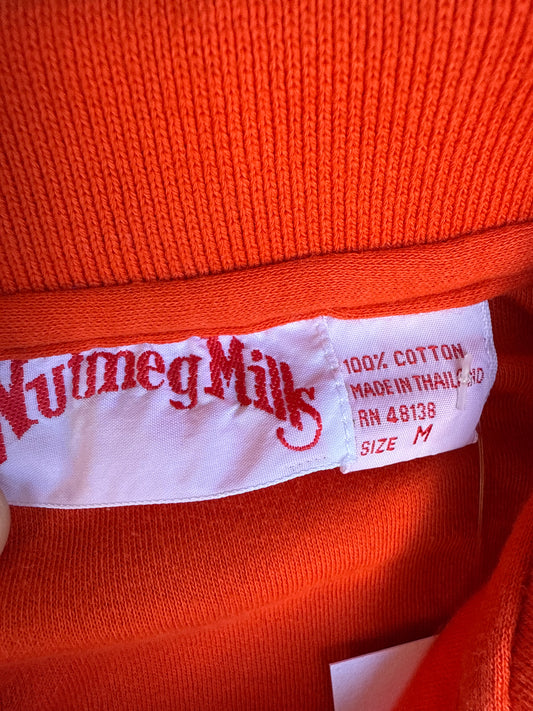 Nutmeg Mills
100% COTTON
MADE IN THAILAND
RN 48138
SIZE M